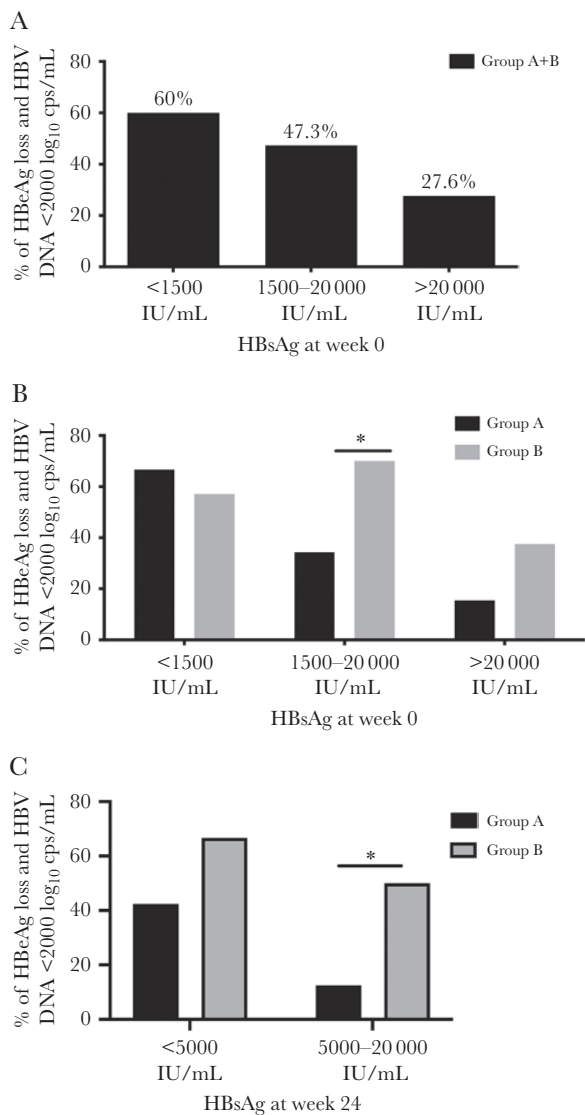 A
% of HBeAg loss and HBV
DNA <2000 log₁₀ cps/mL
80
60
40
20
0
Group A+B
60%
47.3%
27.6%
<1500
IU/mL
1500–20 000
IU/mL
>20 000
IU/mL
HBsAg at week 0
B
% of HBeAg loss and HBV
DNA <2000 log₁₀ cps/mL
80
60
40
20
0
Group A
Group B
*
<1500
IU/mL
1500–20 000
IU/mL
>20 000
IU/mL
HBsAg at week 0
C
% of HBeAg loss and HBV
DNA <2000 log₁₀ cps/mL
80
60
40
20
0
Group A
Group B
*
<5000
IU/mL
5000–20 000
IU/mL
HBsAg at week 24